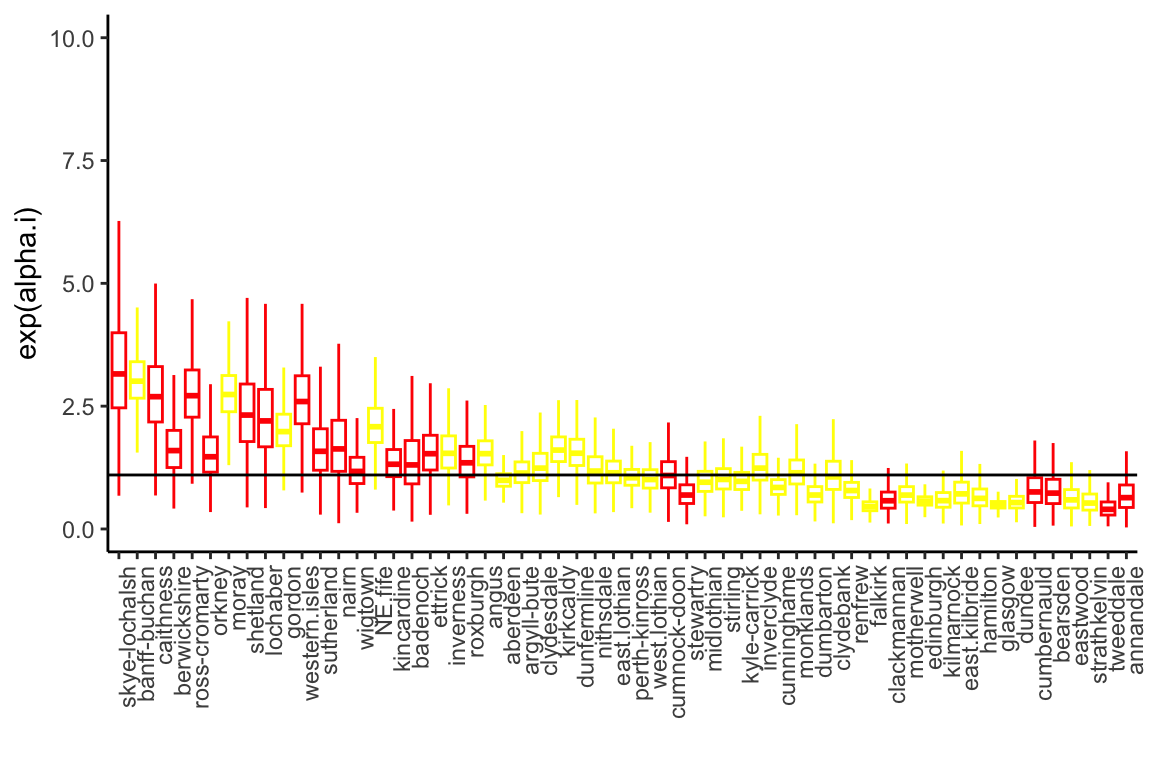 10.0
7.5
5.0
2.5
0.0
exp(alpha.i)
skye-lochalsh
banff-buchan
caithness
berwickshire
ross-cromarty
orkney
moray
shetland
lochaber
gordon
western.isles
sutherland
nairn
wigtown
NE.fife
kincardine
badenoch
ettrick
inverness
roxburgh
angus
aberdeen
argyll-bute
clydesdale
kirkcaldy
dunfermline
nithsdale
east.lothian
perth-kinross
west.lothian
cumnock-doon
stewartry
midlothian
stirling
kyle-carrick
inverclyde
cunninghame
monklands
dumbarton
clydebank
renfrew
falkirk
clackmannan
motherwell
edinburgh
kilmarnock
east.kilbride
hamilton
glasgow
dundee
cumbernauld
bearsden
eastwood
strathkelvin
tweeddale
annandale